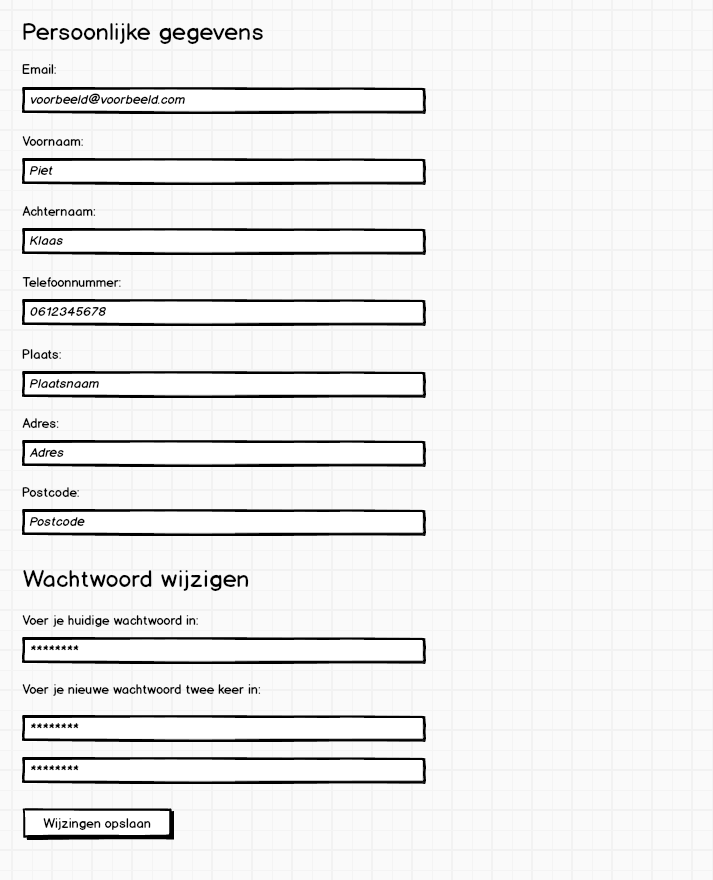 Persoonlijke gegevens
Email:
voorbeeld@voorbeeld.com
Voornaam:
Piet
Achternaam:
Klaas
Telefoonnummer:
0612345678
Plaats:
Plaatsnaam
Adres:
Adres
Postcode:
Postcode
Wachtwoord wijzigen
Voer je huidige wachtwoord in:
********
Voer je nieuwe wachtwoord twee keer in:
********
********
Wijzingen opslaan